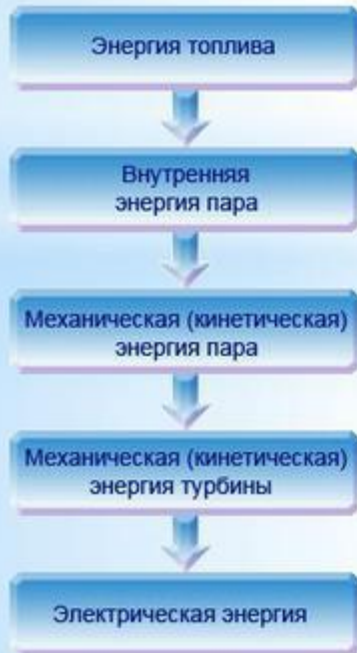 Энергия топлива
Внутренняя
энергия пара
Механическая (кинетическая)
энергия пара
Механическая (кинетическая)
энергия турбины
Электрическая энергия